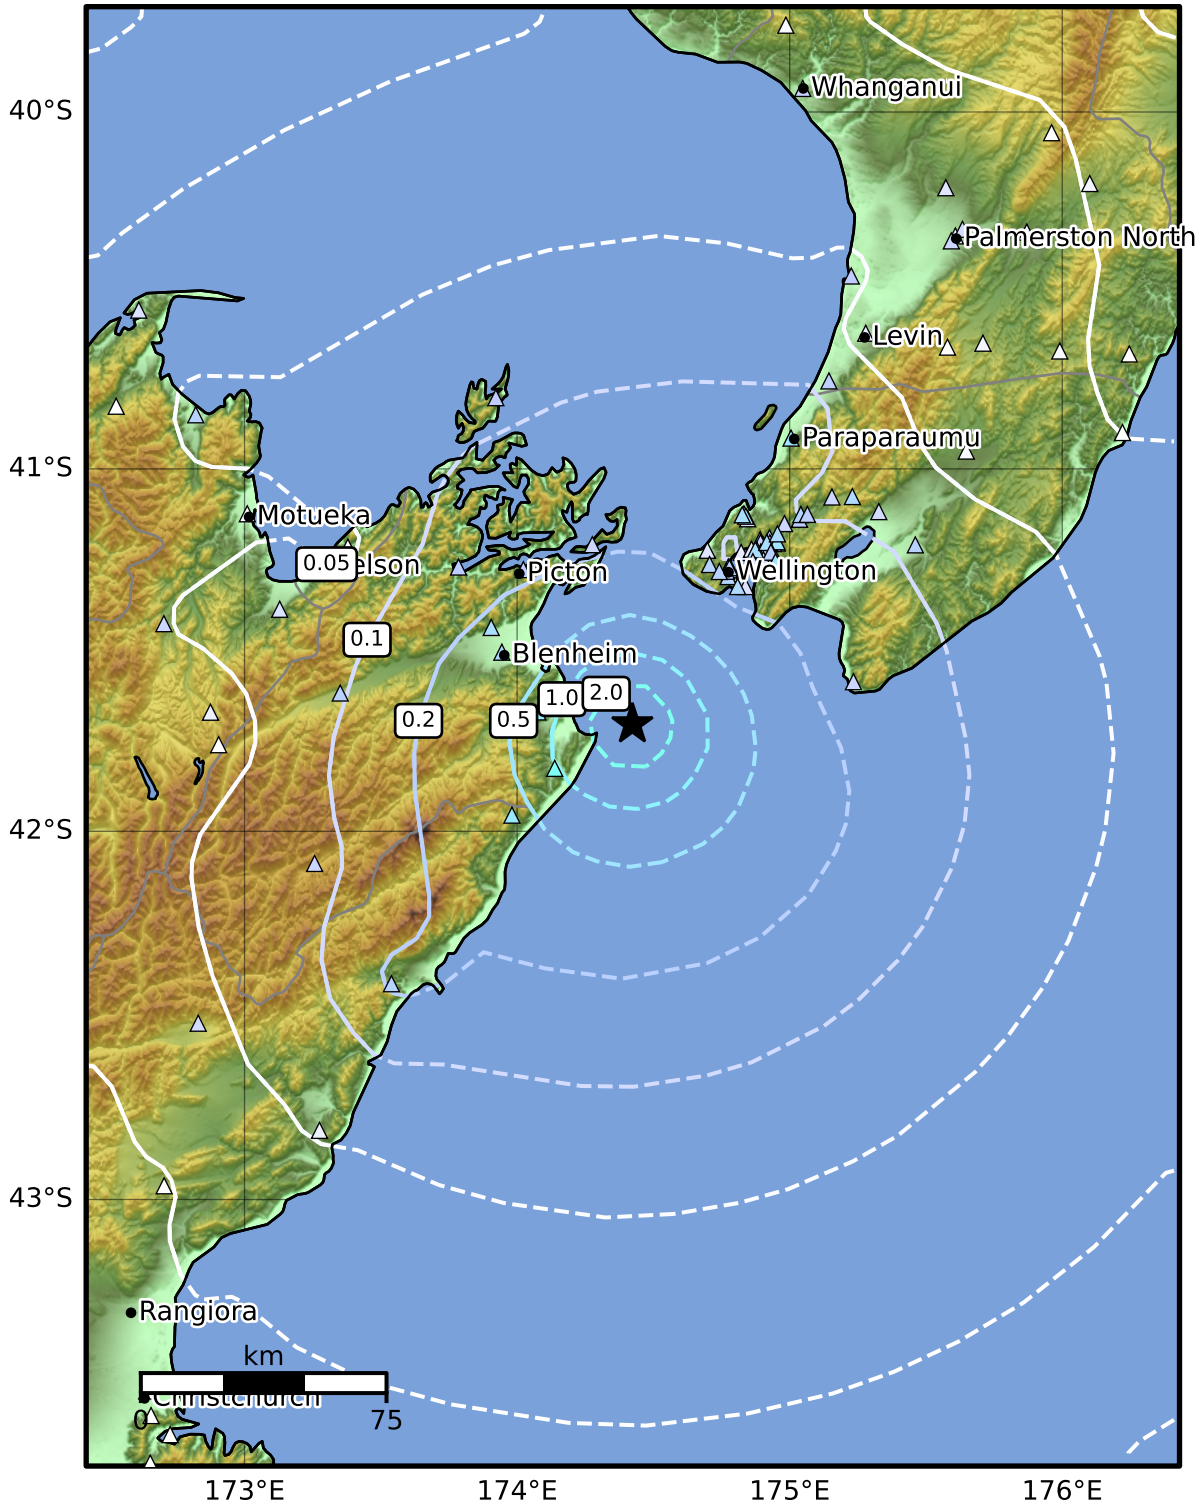 40°S
Whanganui
Palmerston North
Levin
Paraparaumu
41°S
Motueka
0.05
elson
Picton
Wellington
0.1
Blenheim
1.0
2.0
0.2
0.5
42°S
43°S
Rangiora
km
Christchurch
0
75
173°E
174°E
175°E
176°E